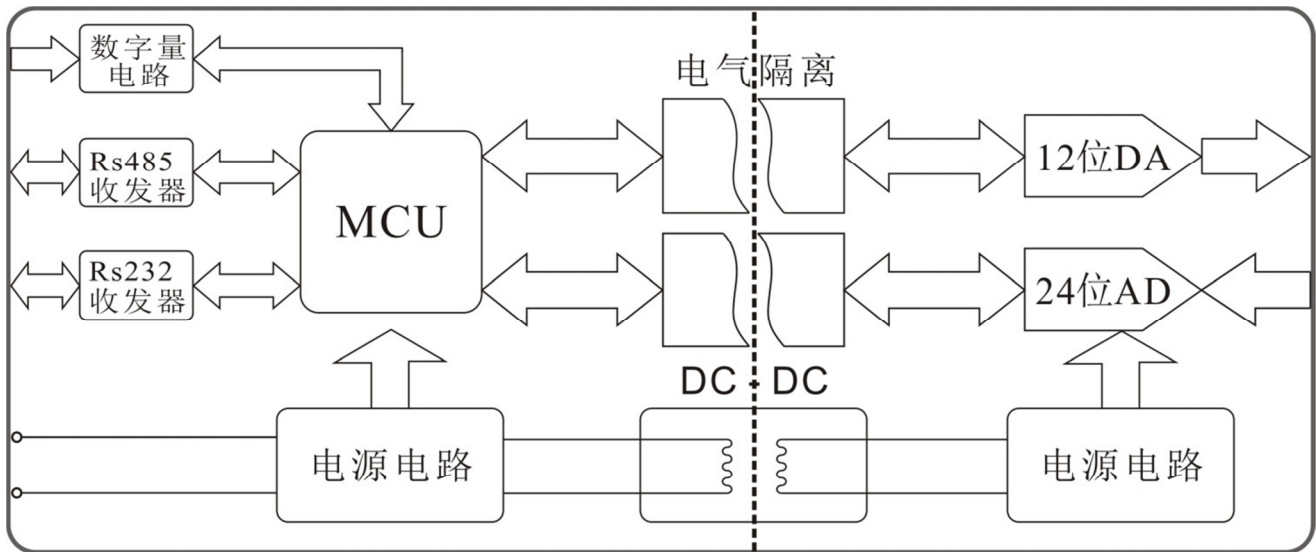 数字量
电路
电气隔离
Rs485
收发器
12位DA
MCU
Rs232
收发器
24位AD
DC - DC
电源电路
电源电路